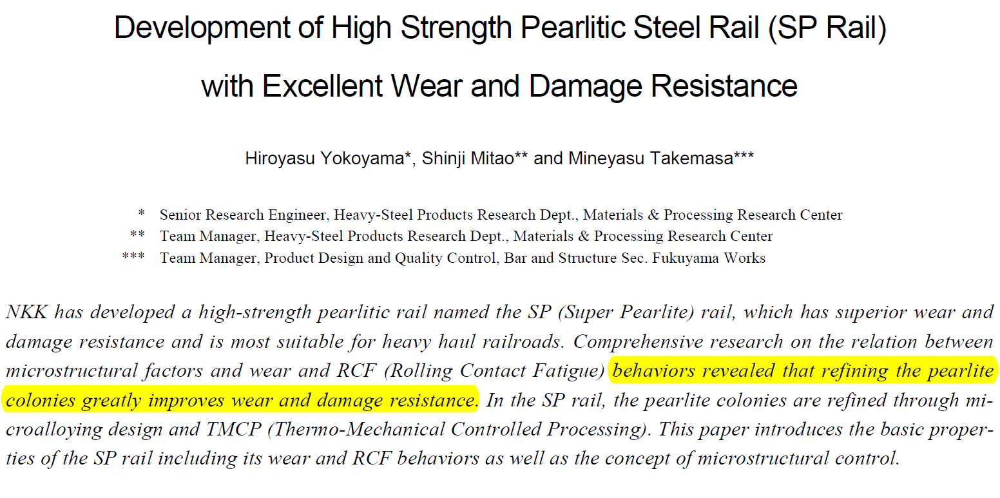 Development of High Strength Pearlitic Steel Rail (SP Rail)
with Excellent Wear and Damage Resistance
Hiroyasu Yokoyama*, Shinji Mitao** and Mineyasu Takemasa***
* Senior Research Engineer, Heavy-Steel Products Research Dept., Materials & Processing Research Center
** Team Manager, Heavy-Steel Products Research Dept., Materials & Processing Research Center
*** Team Manager, Product Design and Quality Control, Bar and Structure Sec. Fukuyama Works
NKK has developed a high-strength pearlitic rail named the SP (Super Pearlite) rail, which has superior wear and
damage resistance and is most suitable for heavy haul railroads. Comprehensive research on the relation between
microstructural factors and wear and RCF (Rolling Contact Fatigue) behaviors revealed that refining the pearlite
colonies greatly improves wear and damage resistance. In the SP rail, the pearlite colonies are refined through mi-
croalloying design and TMCP (Thermo-Mechanical Controlled Processing). This paper introduces the basic proper-
ties of the SP rail including its wear and RCF behaviors as well as the concept of microstructural control.